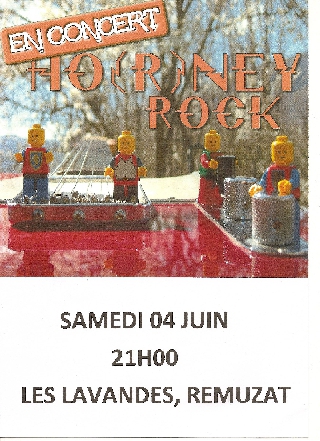 EN CONCERT
HO(R)NEY
ROCK
SAMEDI 04 JUIN
21H00
LES LAVANDES, REMUZAT